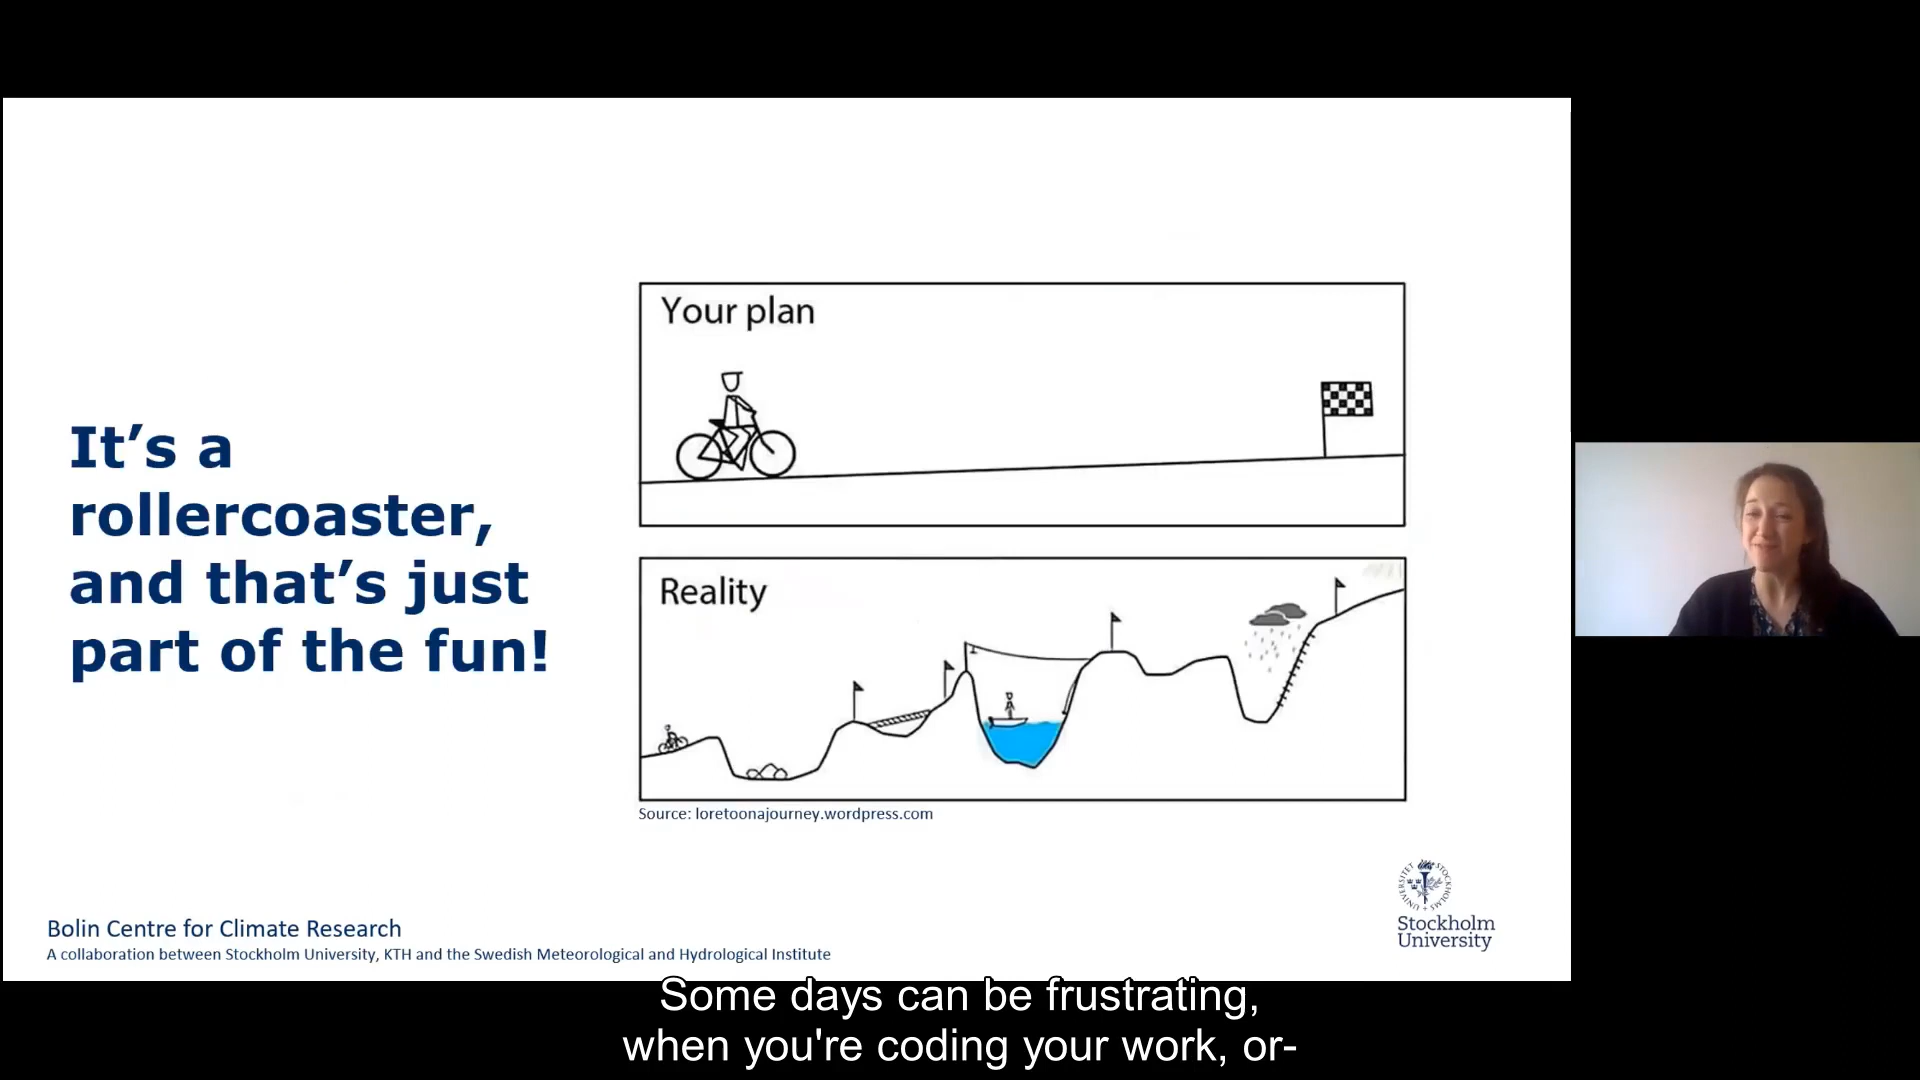 It’s a
rollercoaster,
and that’s just
part of the fun!
Your plan
Reality
Source: loretoonajourney.wordpress.com
Bolin Centre for Climate Research
A collaboration between Stockholm University, KTH and the Swedish Meteorological and Hydrological Institute
Stockholm
University
Some days can be frustrating,
when you're coding your work, or-